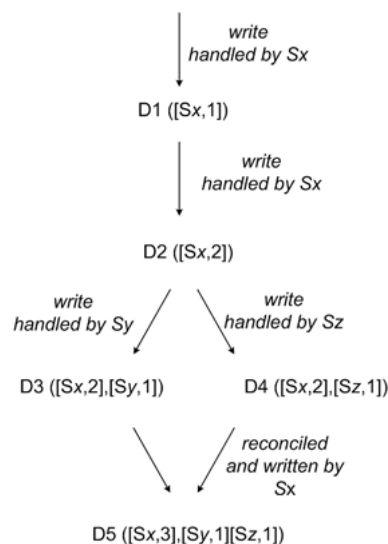 write
handled by Sx
D1 ([Sx,1])
write
handled by Sx
D2 ([Sx,2])
write
handled by Sy
write
handled by Sz
D3 ([Sx,2],[Sy,1])
D4 ([Sx,2],[Sz,1])
reconciled
and written by
Sx
D5 ([Sx,3],[Sy,1][Sz,1])